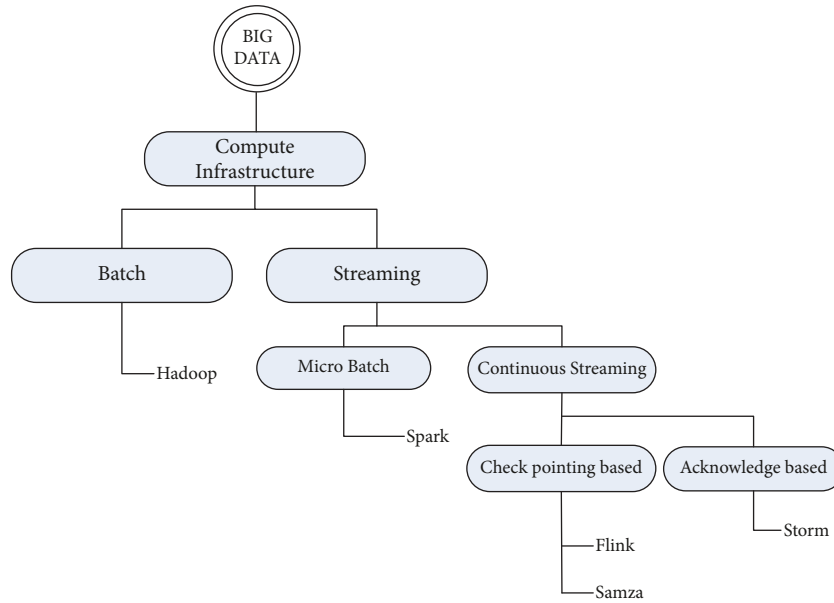 BIG
DATA
Compute
Infrastructure
Batch
Streaming
Hadoop
Micro Batch
Continuous Streaming
Spark
Check pointing based
Acknowledge based
Storm
Flink
Samza